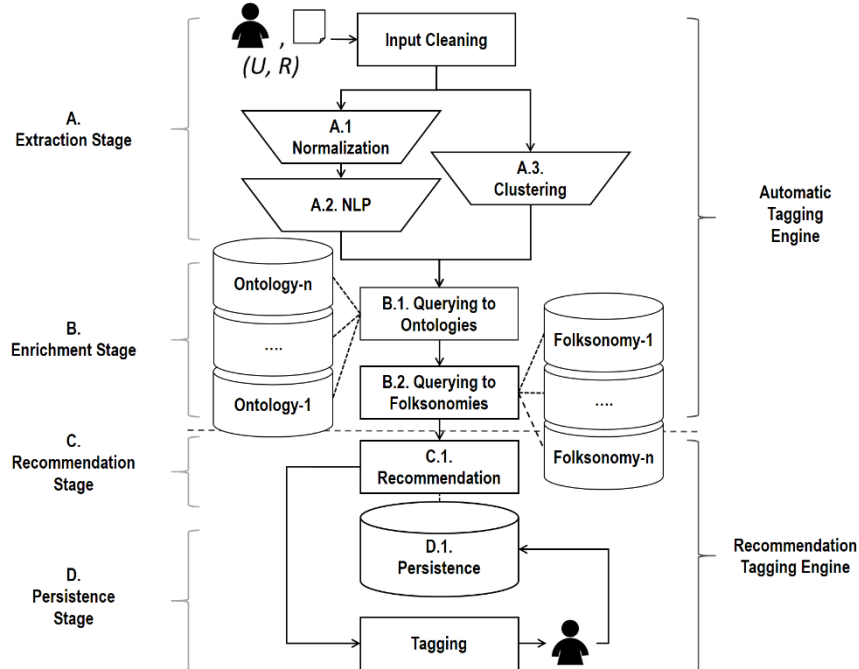 ,
(U, R)
Input Cleaning
A.
Extraction Stage
A.1
Normalization
A.2. NLP
A.3.
Clustering
Automatic
Tagging
Engine
B.
Enrichment Stage
Ontology-n
....
Ontology-1
B.1. Querying to
Ontologies
B.2. Querying to
Folksonomies
Folksonomy-1
....
Folksonomy-n
C.
Recommendation
Stage
C.1.
Recommendation
D.
Persistence
Stage
D.1.
Persistence
Tagging
Recommendation
Tagging Engine